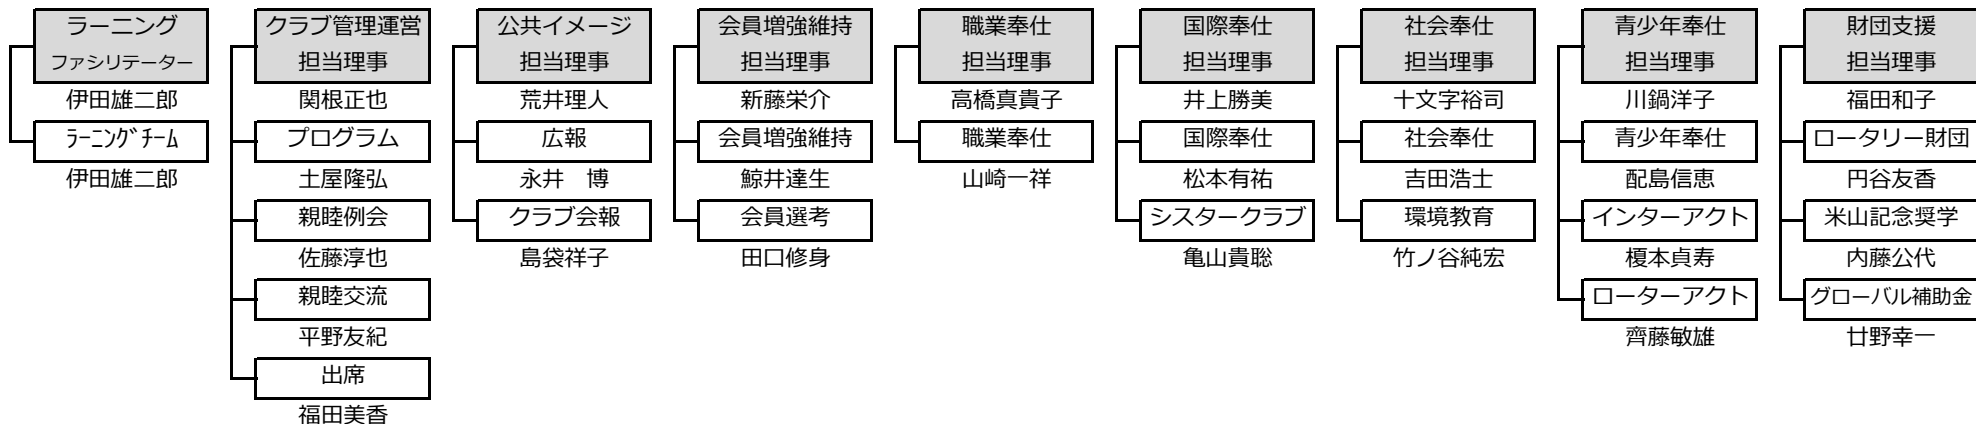 ラーニング
ファシリテーター
伊田雄二郎
ﾗｰﾆﾝｸﾞﾁｰﾑ
伊田雄二郎
クラブ管理運営
担当理事
関根正也
プログラム
土屋隆弘
親睦例会
佐藤淳也
親睦交流
平野友紀
出席
福田美香
公共イメージ
担当理事
荒井理人
広報
永井　博
クラブ会報
島袋祥子
会員増強維持
担当理事
新藤栄介
会員増強維持
鯨井達生
会員選考
田口修身
職業奉仕
担当理事
高橋真貴子
職業奉仕
山崎一祥
国際奉仕
担当理事
井上勝美
国際奉仕
松本有祐
シスタークラブ
亀山貴聡
社会奉仕
担当理事
十文字裕司
社会奉仕
吉田浩士
環境教育
竹ノ谷純宏
青少年奉仕
担当理事
川鍋洋子
青少年奉仕
配島信恵
インターアクト
榎本貞寿
ローターアクト
齊藤敏雄
財団支援
担当理事
福田和子
ロータリー財団
円谷友香
米山記念奨学
内藤公代
グローバル補助金
廿野幸一